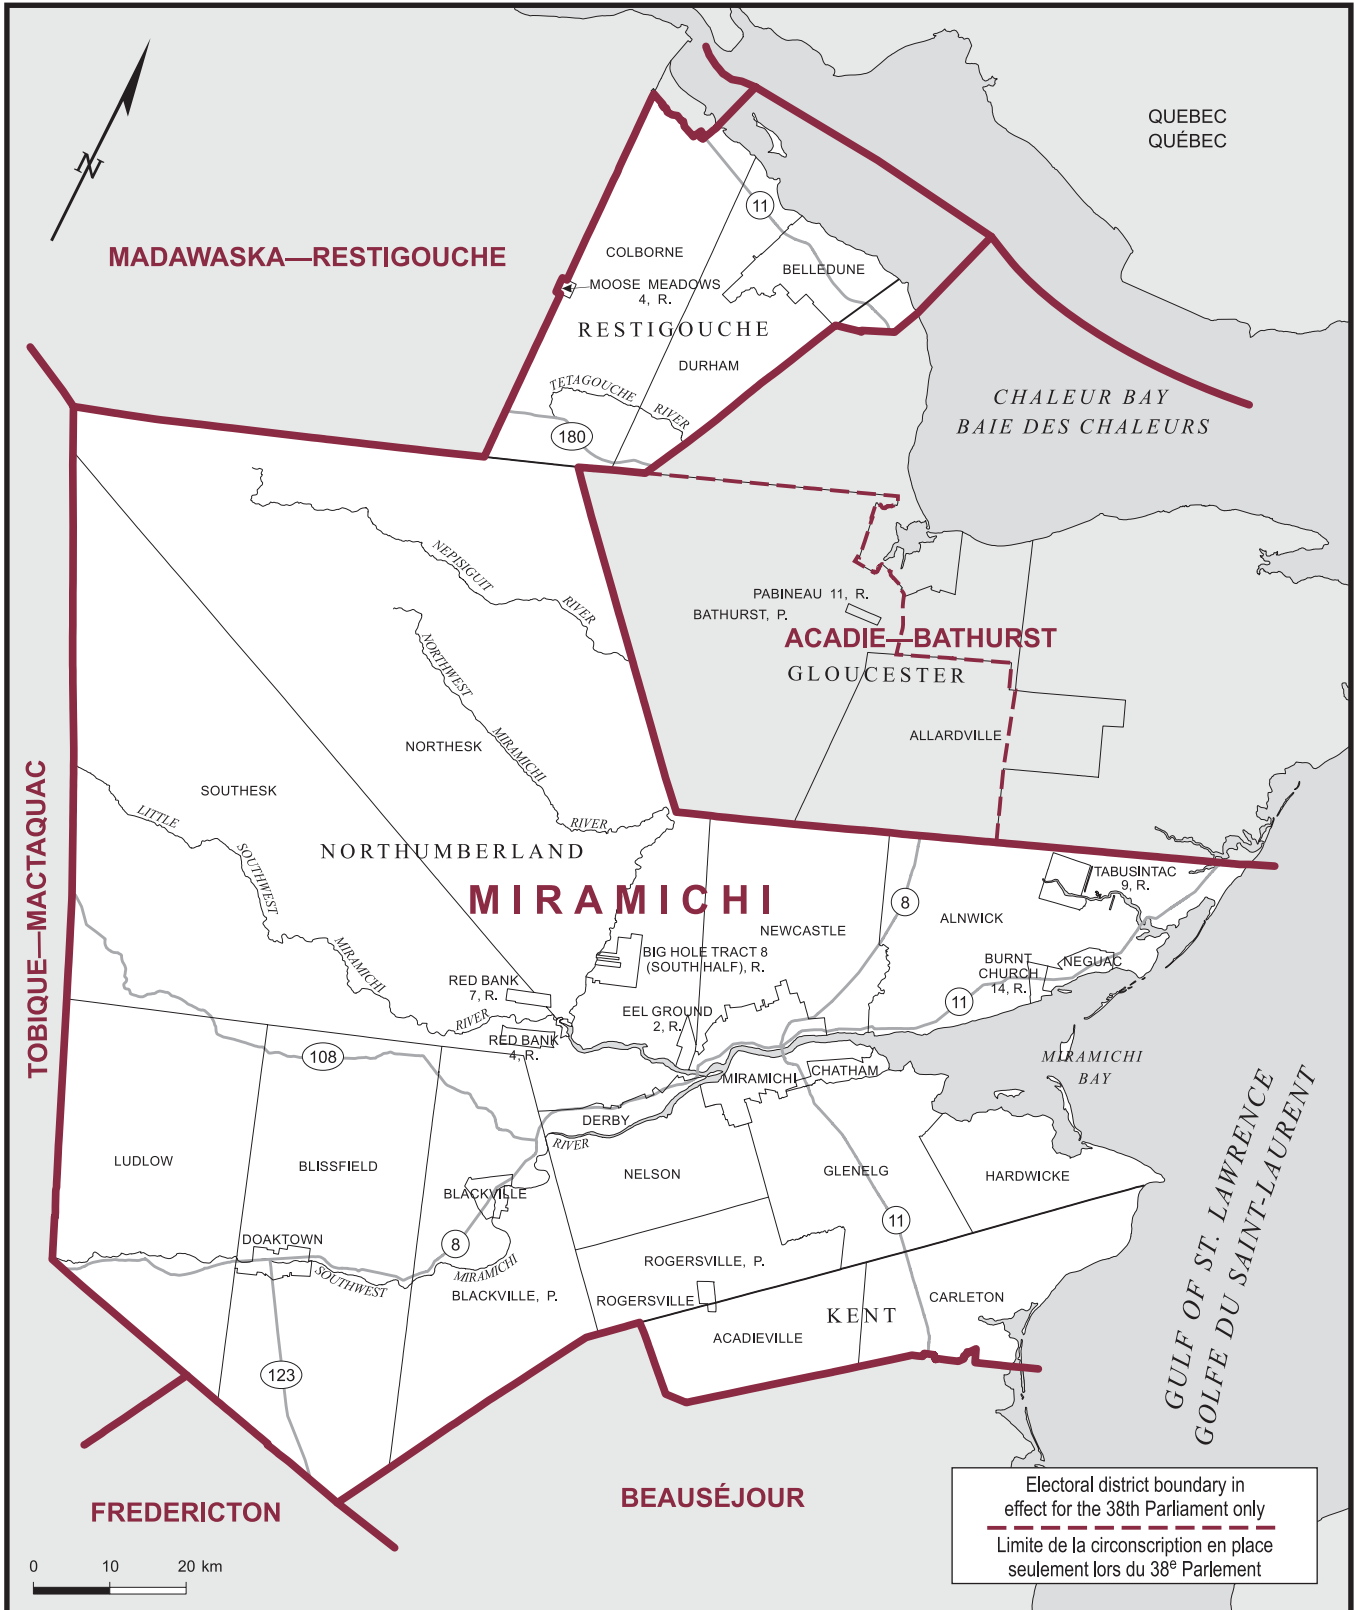 N
QUEBEC
QUÉBEC
MADAWASKA—RESTIGOUCHE
11
COLBORNE
BELLEDUNE
MOOSE MEADOWS
4, R.
RESTIGOUCHE
DURHAM
TETAGOUCHE RIVER
180
CHALEUR BAY
BAIE DES CHALEURS
NEPISIGUIT RIVER
PABINEAU 11, R.
BATHURST, P.
ACADIE—BATHURST
GLOUCESTER
NORTHWEST MIRAMICHI RIVER
ALLARDVILLE
NORTHESK
SOUTHESK
TOBIQUE—MACTAQUAC
LITTLE SOUTHWEST MIRAMICHI RIVER
NORTHUMBERLAND
MIRAMICHI
TABUSINTAC
9, R.
8
ALNWICK
NEWCASTLE
BIG HOLE TRACT 8
(SOUTH HALF), R.
BURNT
CHURCH
14, R.
NEGUAC
RED BANK
7, R.
11
EEL GROUND
2, R.
RED BANK
4, R.
108
MIRAMICHI
BAY
MIRAMICHI
CHATHAM
DERBY
RIVER
LUDLOW
BLISSFIELD
NELSON
GLENELG
HARDWICKE
BLACKVILLE
11
DOAKTOWN
8
ROGERSVILLE, P.
SOUTHWEST MIRAMICHI
BLACKVILLE, P.
ROGERSVILLE
CARLETON
KENT
ACADIEVILLE
123
GULF OF ST. LAWRENCE
GOLFE DU SAINT-LAURENT
FREDERICTON
BEAUSÉJOUR
Electoral district boundary in
effect for the 38th Parliament only
Limite de la circonscription en place
seulement lors du 38e Parlement
0 10 20 km